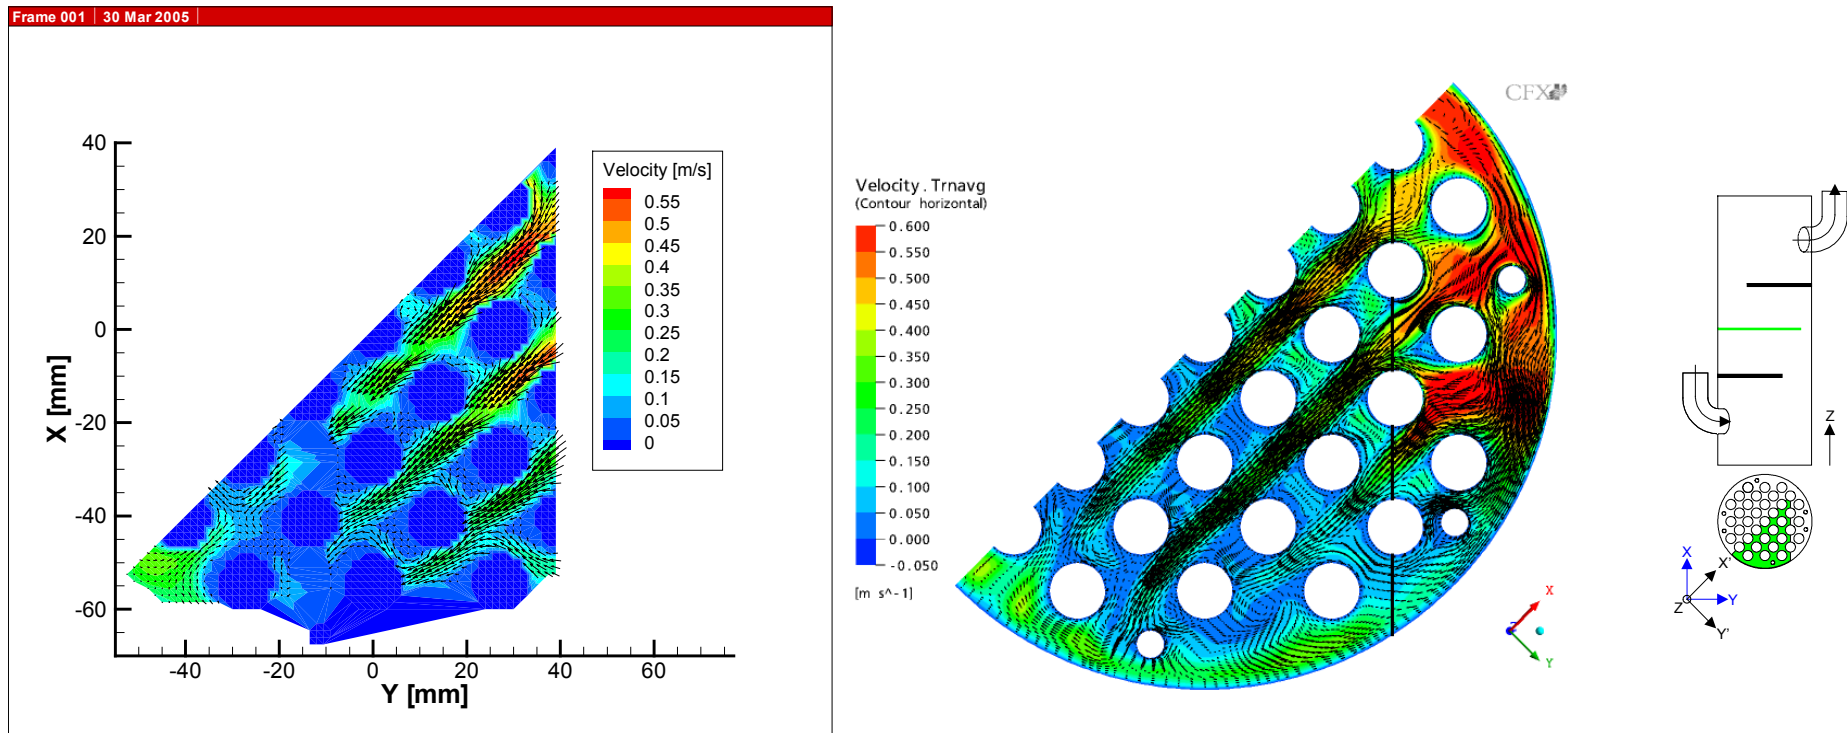 Frame 001 | 30 Mar 2005
40
20
0
-20
-40
-60
X [mm]
-40
-20
0
20
40
60
Y [mm]
Velocity [m/s]
0.55
0.5
0.45
0.4
0.35
0.3
0.25
0.2
0.15
0.1
0.05
0
CFX
Velocity . Trnavg
(Contour horizontal)
0.600
0.550
0.500
0.450
0.400
0.350
0.300
0.250
0.200
0.150
0.100
0.050
0.000
-0.050
[m s^-1]
X
Z
Y
Z
X
X'
Z
Y
Y'